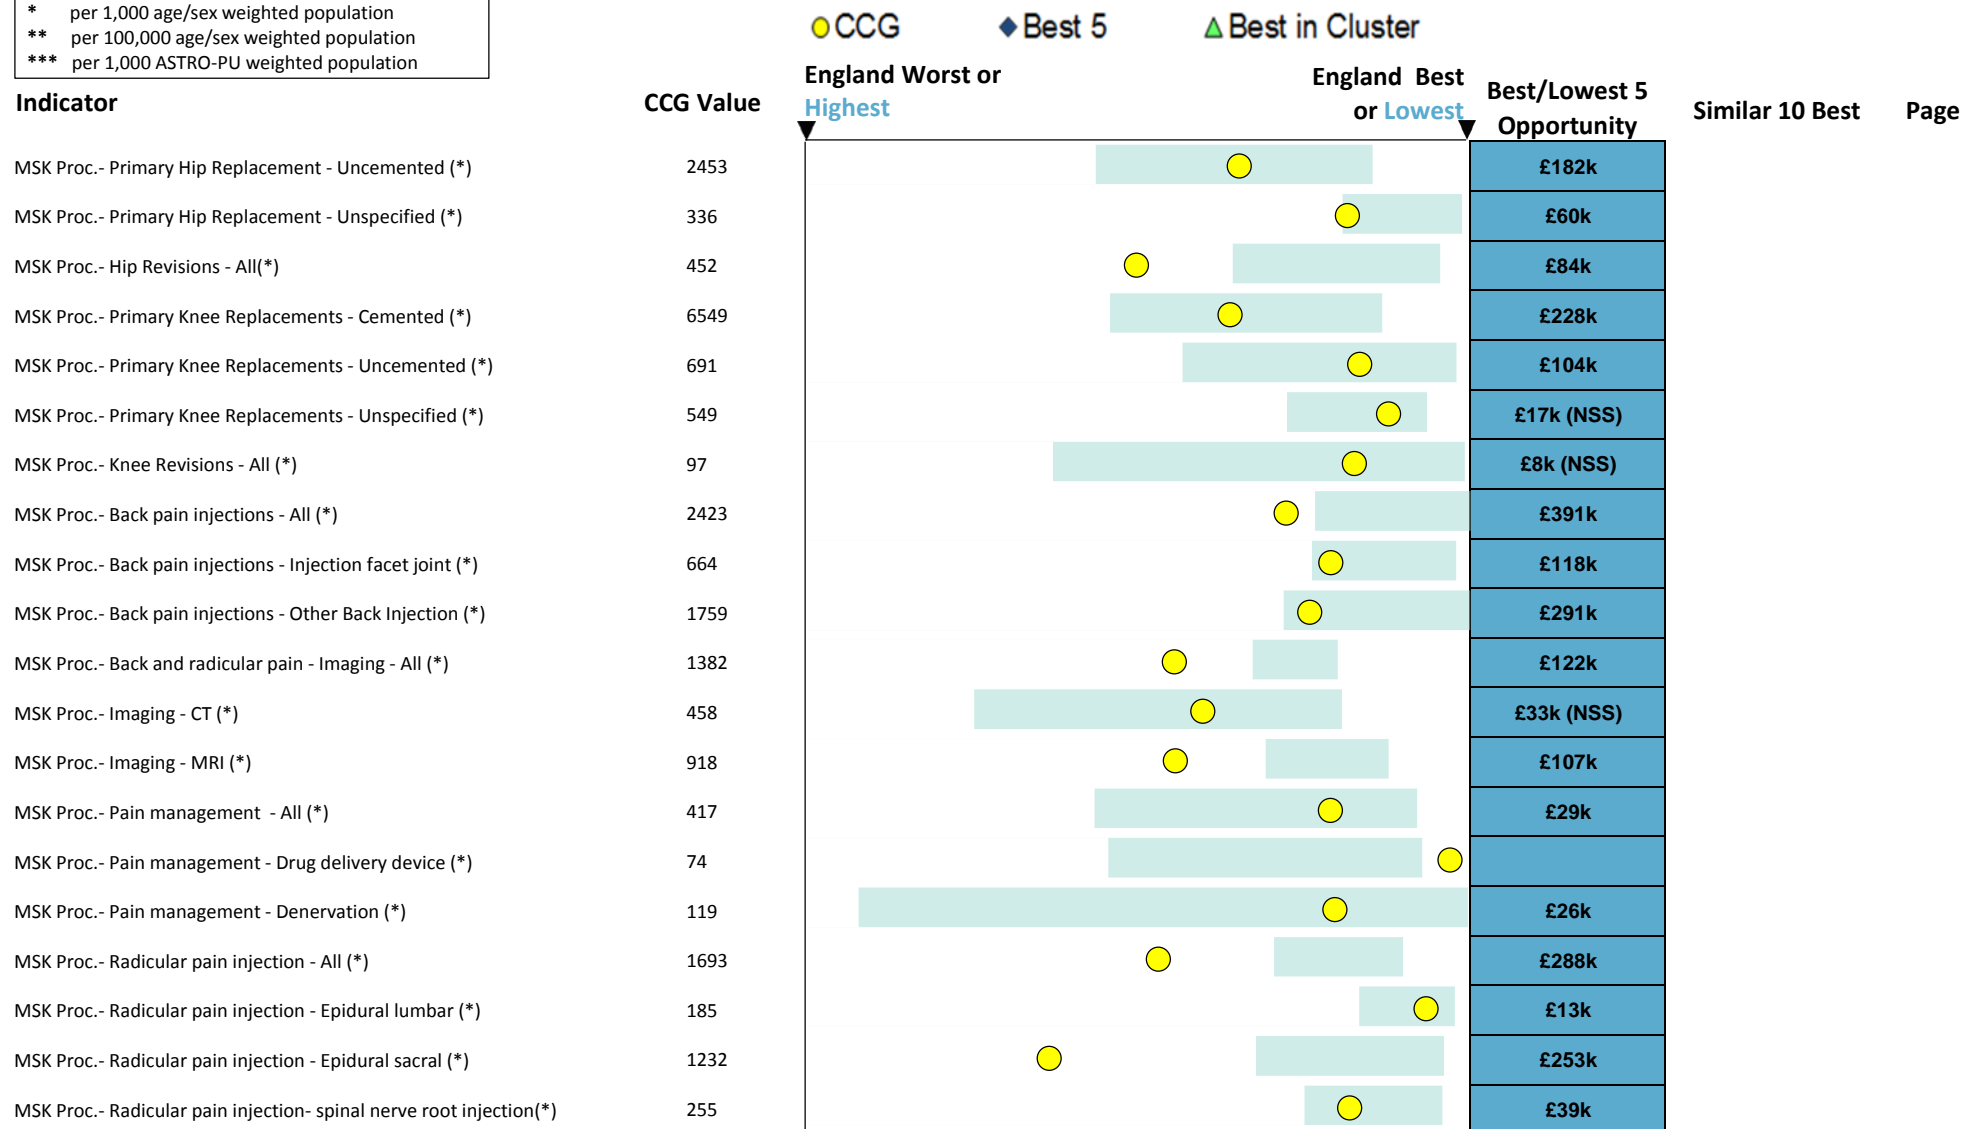 * per 1,000 age/sex weighted population
** per 100,000 age/sex weighted population
*** per 1,000 ASTRO-PU weighted population
CCG Best 5 Best in Cluster
Indicator CCG Value England Worst or Highest England Best or Lowest Best/Lowest 5 Opportunity Similar 10 Best Page
MSK Proc.- Primary Hip Replacement - Uncemented (*) 2453 £182k
MSK Proc.- Primary Hip Replacement - Unspecified (*) 336 £60k
MSK Proc.- Hip Revisions - All(*) 452 £84k
MSK Proc.- Primary Knee Replacements - Cemented (*) 6549 £228k
MSK Proc.- Primary Knee Replacements - Uncemented (*) 691 £104k
MSK Proc.- Primary Knee Replacements - Unspecified (*) 549 £17k (NSS)
MSK Proc.- Knee Revisions - All (*) 97 £8k (NSS)
MSK Proc.- Back pain injections - All (*) 2423 £391k
MSK Proc.- Back pain injections - Injection facet joint (*) 664 £118k
MSK Proc.- Back pain injections - Other Back Injection (*) 1759 £291k
MSK Proc.- Back and radicular pain - Imaging - All (*) 1382 £122k
MSK Proc.- Imaging - CT (*) 458 £33k (NSS)
MSK Proc.- Imaging - MRI (*) 918 £107k
MSK Proc.- Pain management - All (*) 417 £29k
MSK Proc.- Pain management - Drug delivery device (*) 74
MSK Proc.- Pain management - Denervation (*) 119 £26k
MSK Proc.- Radicular pain injection - All (*) 1693 £288k
MSK Proc.- Radicular pain injection - Epidural lumbar (*) 185 £13k
MSK Proc.- Radicular pain injection - Epidural sacral (*) 1232 £253k
MSK Proc.- Radicular pain injection- spinal nerve root injection(*) 255 £39k